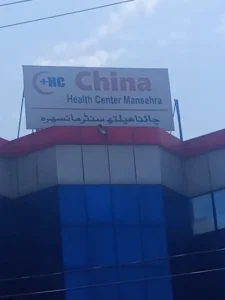 +HC China
Health Center Mansehra
چائنا ہیلتھ سنٹر مانسہرہ